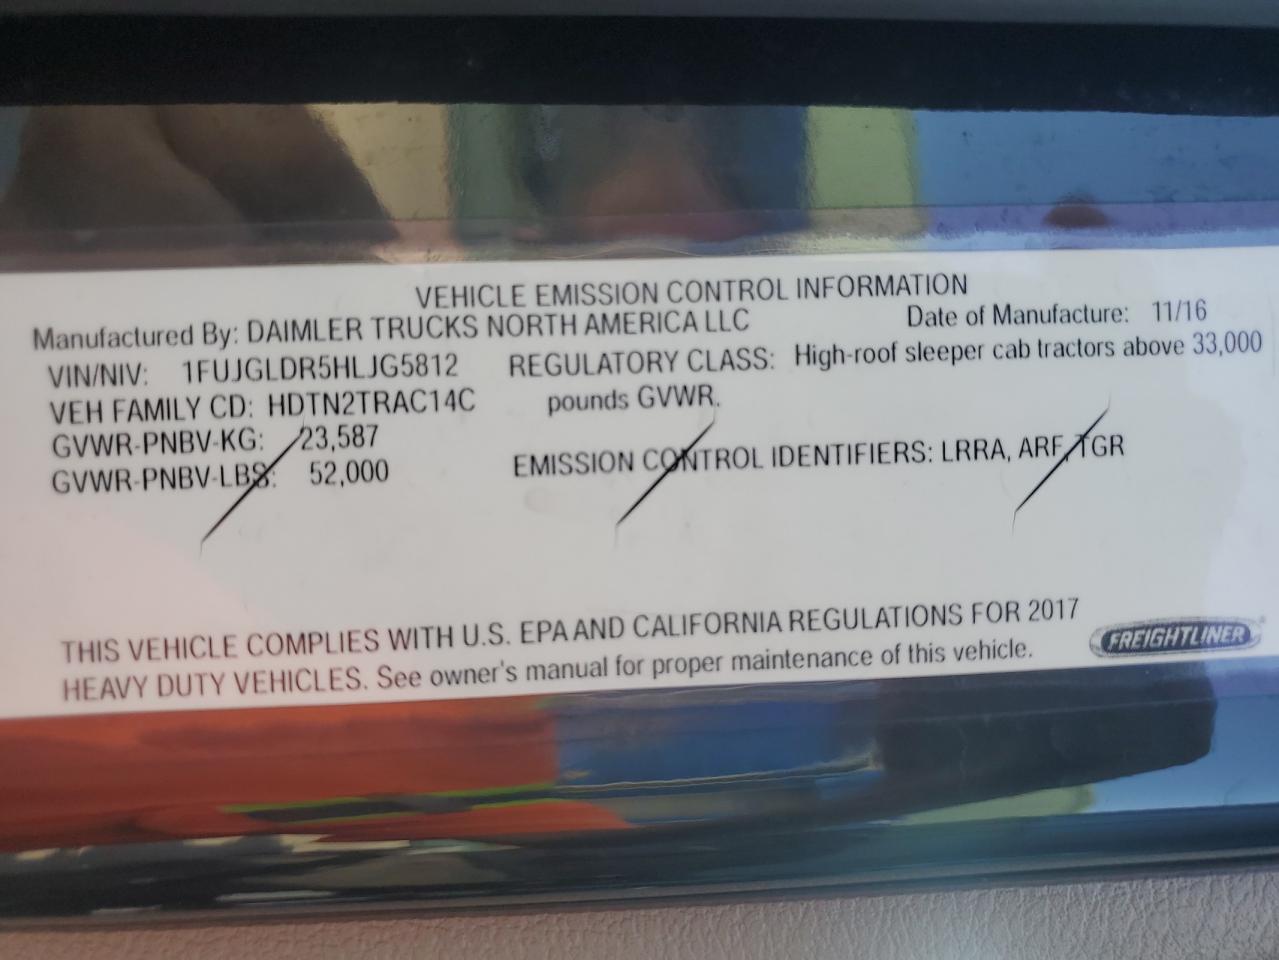 VEHICLE EMISSION CONTROL INFORMATION
Manufactured By: DAIMLER TRUCKS NORTH AMERICA LLC Date of Manufacture: 11/16
VIN/NIV: 1FUJGLDR5HLJG5812 REGULATORY CLASS: High-roof sleeper cab tractors above 33,000
VEH FAMILY CD: HDTN2TRAC14C pounds GVWR.
GVWR-PNBV-KG: 23,587
GVWR-PNBV-LBS: 52,000 EMISSION CONTROL IDENTIFIERS: LRRA, ARF, TGR
THIS VEHICLE COMPLIES WITH U.S. EPA AND CALIFORNIA REGULATIONS FOR 2017
HEAVY DUTY VEHICLES. See owner's manual for proper maintenance of this vehicle.
FREIGHTLINER